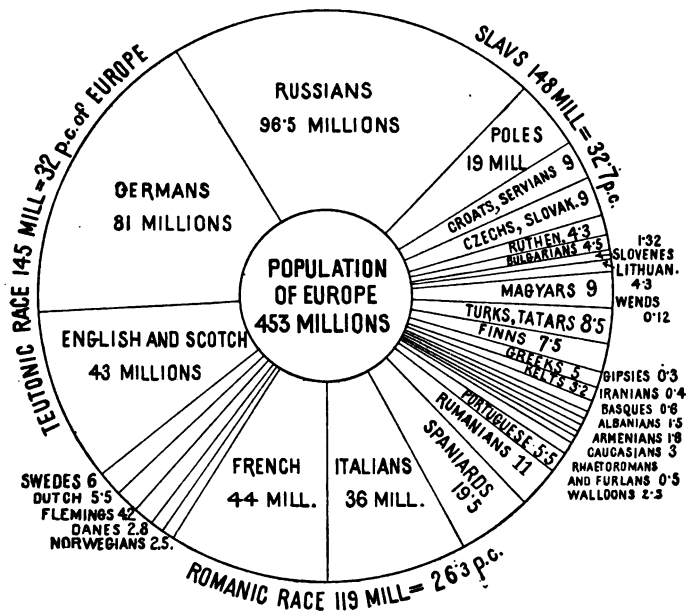 TEUTONIC RACE 145 MILL=32 p.c. of EUROPE
SLAVS 148 MILL=32.7 p.c.
RUSSIANS
96.5 MILLIONS
POLES
19 MILL
CROATS, SERVIANS 9
CZECHS, SLOVAK. 9
RUTHEN. 4.3
BULGARIANS 4.5
1.32
SLOVENES
LITHUAN.
4.3
WENDS
0.12
MAGYARS 9
TURKS, TATARS 8.5
FINNS 7.5
GREEKS 5
KELTS 3.2
GIPSIES 0.3
IRANIANS 0.4
BASQUES 0.6
ALBANIANS 1.5
ARMENIANS 1.8
CAUCASIANS 3
RHAETOROMANS
AND FURLANS 0.5
WALLOONS 2.3
PORTUGUESE 5.5
RUMANIANS 11
SPANIARDS
19.5
ITALIANS
36 MILL.
FRENCH
44 MILL.
NORWEGIANS 2.5.
DANES 2.8
FLEMINGS 4.2
DUTCH 5.5
SWEDES 6
ENGLISH AND SCOTCH
43 MILLIONS
GERMANS
81 MILLIONS
POPULATION
OF EUROPE
453 MILLIONS
ROMANIC RACE 119 MILL= 26.3 p.c.